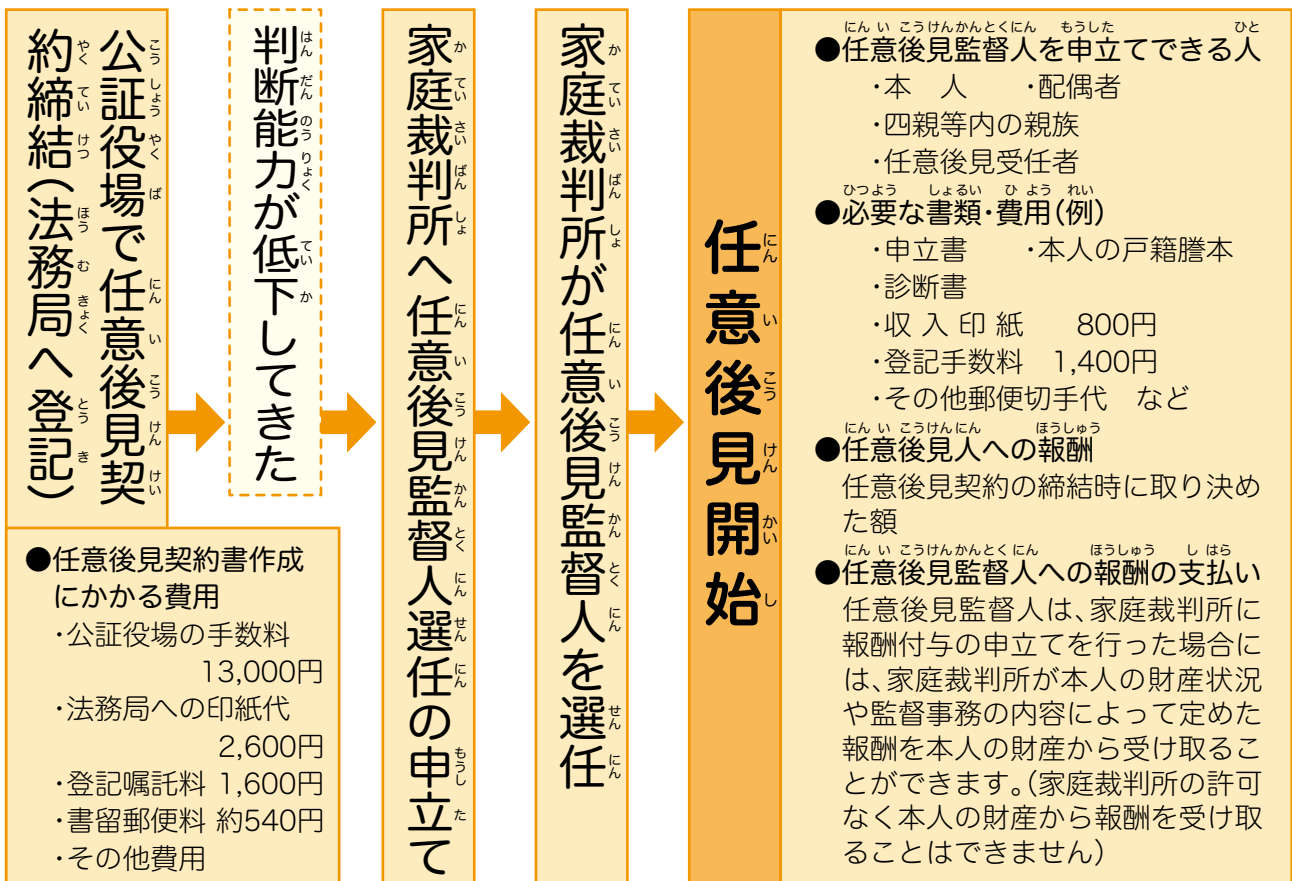 公証役場で任意後見契
約締結(法務局へ登記)
判断能力が低下してきた
家庭裁判所へ任意後見監督人選任の申立て
家庭裁判所が任意後見監督人を選任
任意後見開始
●任意後見契約書作成
にかかる費用
・公証役場の手数料
13,000円
・法務局への印紙代
2,600円
・登記嘱託料 1,600円
・書留郵便料 約540円
・その他費用
●任意後見監督人を申立てできる人
・本 人 ・配偶者
・四親等内の親族
・任意後見受任者
●必要な書類・費用(例)
・申立書 ・本人の戸籍謄本
・診断書
・収入印紙 800円
・登記手数料 1,400円
・その他郵便切手代 など
●任意後見人への報酬
任意後見契約の締結時に取り決め
た額
●任意後見監督人への報酬の支払い
任意後見監督人は、家庭裁判所に
報酬付与の申立てを行った場合に
は、家庭裁判所が本人の財産状況
や監督事務の内容によって定めた
報酬を本人の財産から受け取るこ
とができます。(家庭裁判所の許可
なく本人の財産から報酬を受け取
ることはできません)